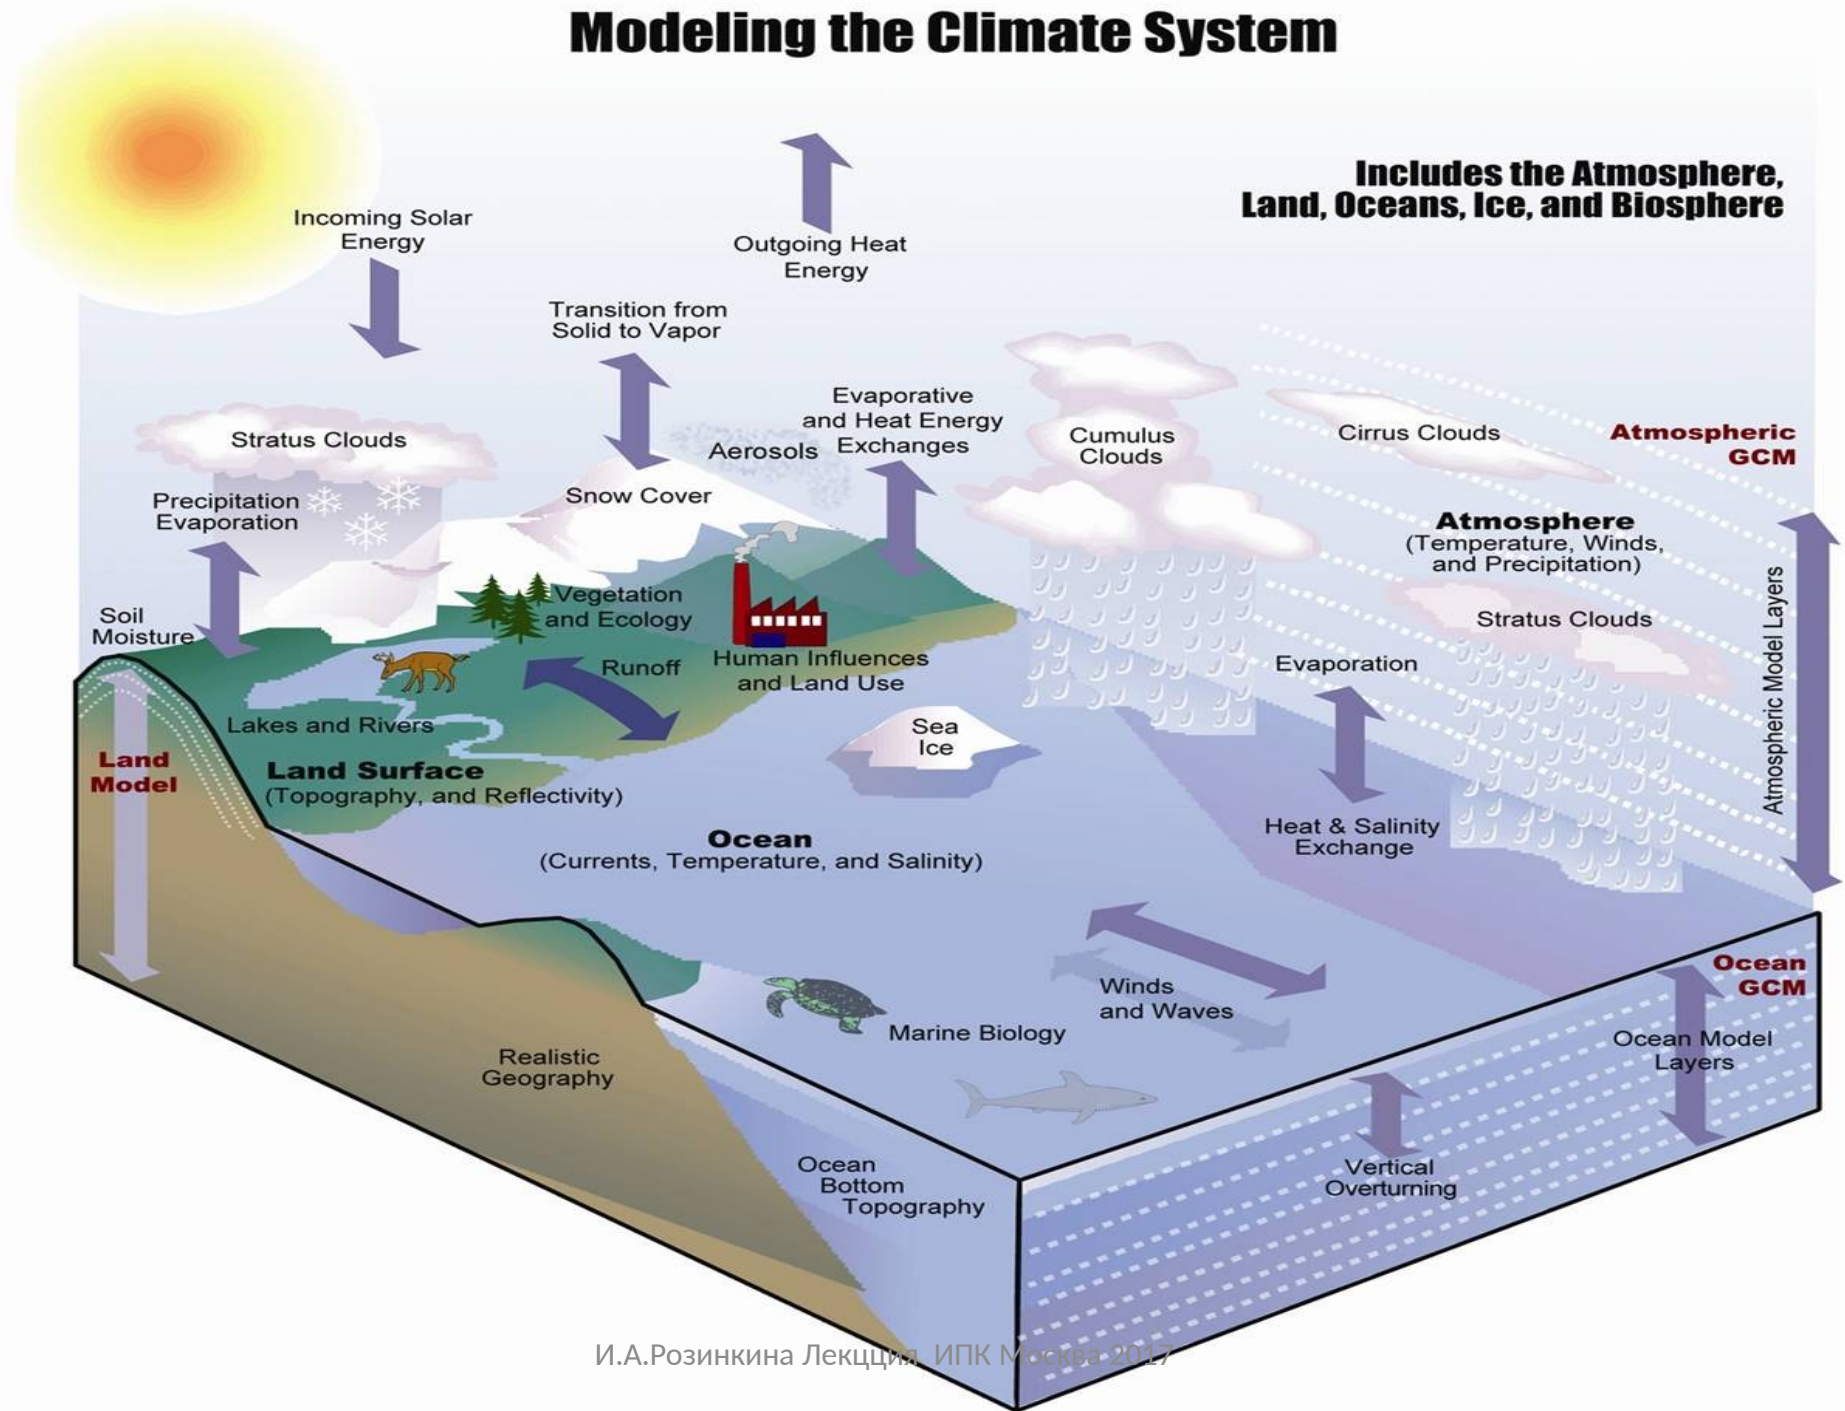 Modeling the Climate System
Includes the Atmosphere,
Land, Oceans, Ice, and Biosphere
Incoming Solar
Energy
Outgoing Heat
Energy
Transition from
Solid to Vapor
Evaporative
and Heat Energy
Exchanges
Stratus Clouds
Aerosols
Cumulus
Clouds
Cirrus Clouds
Atmospheric
GCM
Precipitation
Evaporation
Snow Cover
Atmosphere
(Temperature, Winds,
and Precipitation)
Soil
Moisture
Vegetation
and Ecology
Stratus Clouds
Atmospheric Model Layers
Runoff
Human Influences
and Land Use
Evaporation
Lakes and Rivers
Sea
Ice
Land
Model
Land Surface
(Topography, and Reflectivity)
Ocean
(Currents, Temperature, and Salinity)
Heat & Salinity
Exchange
Winds
and Waves
Ocean
GCM
Marine Biology
Ocean Model
Layers
Realistic
Geography
Ocean
Bottom
Topography
Vertical
Overturning
И.А.Розинкина Лекцция ИПК Москва 2017